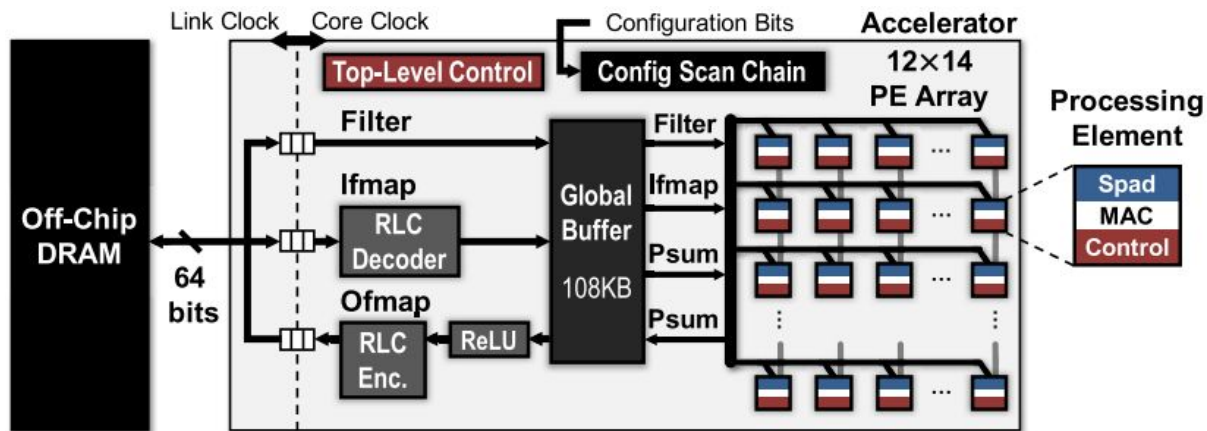 Link Clock
Core Clock
Configuration Bits
Accelerator
12×14
PE Array
Top-Level Control
Config Scan Chain
Processing
Element
Off-Chip
DRAM
64
bits
Filter
Ifmap
RLC
Decoder
Ofmap
RLC
Enc.
ReLU
Global
Buffer
108KB
Filter
Ifmap
Psum
Psum
...
...
...
...
...
...
...
Spad
MAC
Control